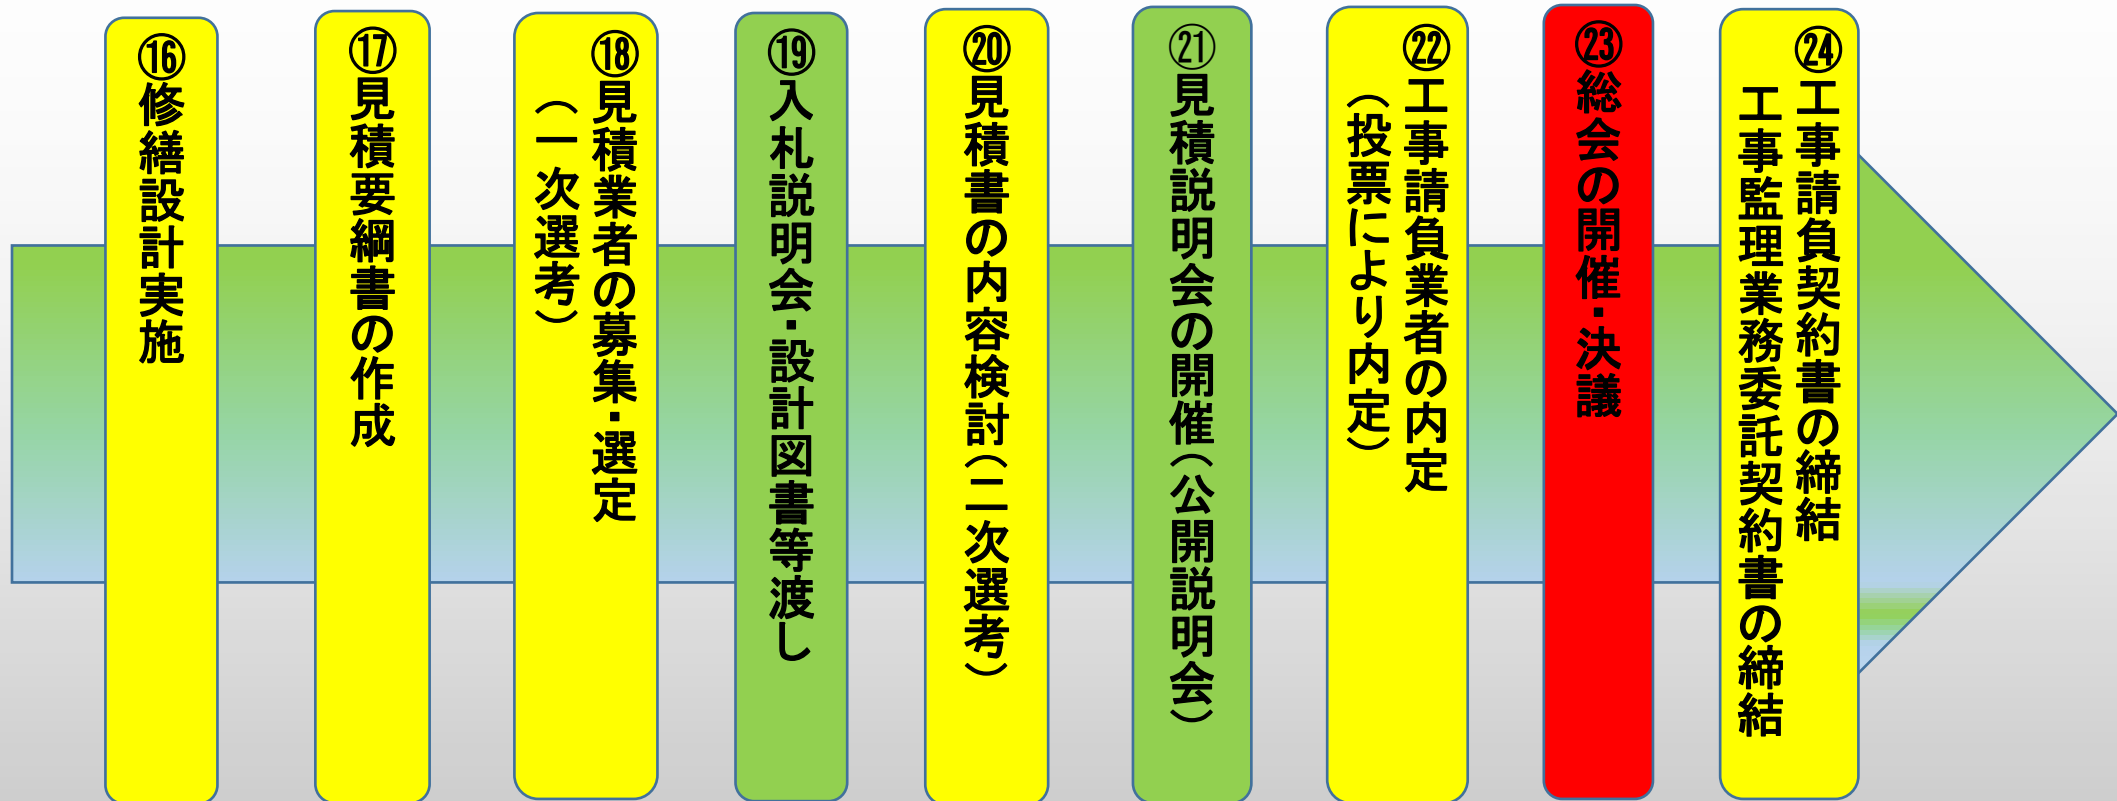 ⑯修繕設計実施
⑰見積要綱書の作成
⑱見積業者の募集・選定
(一次選考)
⑲入札説明会・設計図書等渡し
⑳見積書の内容検討(二次選考)
㉑見積説明会の開催(公開説明会)
㉒工事請負業者の内定
(投票により内定)
㉓総会の開催・決議
㉔工事請負契約書の締結
工事監理業務委託契約書の締結